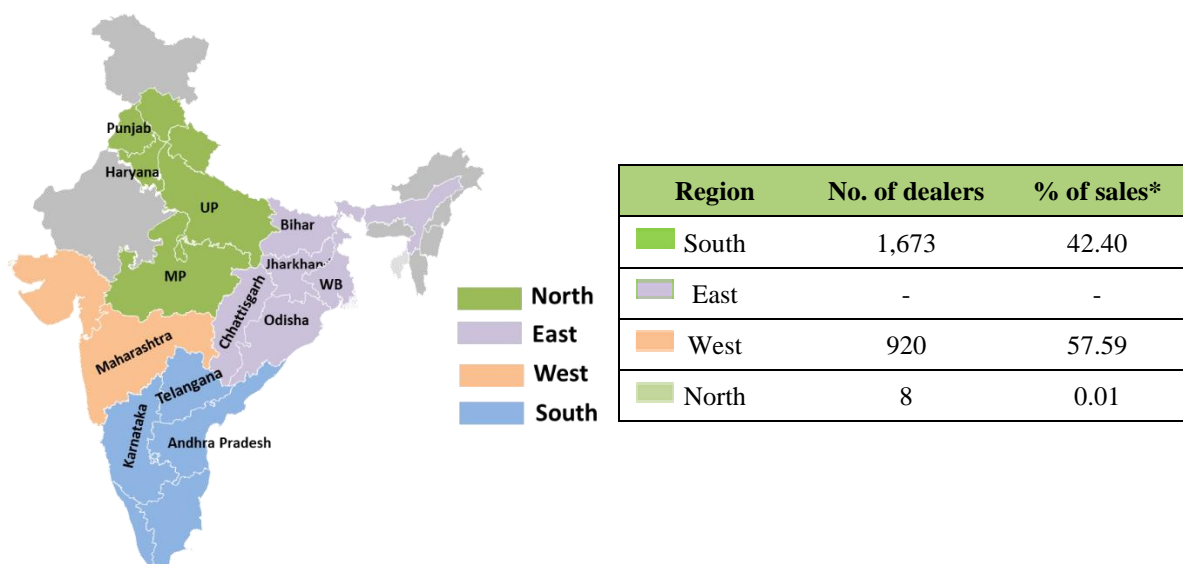 Punjab
Haryana
UP
Bihar
MP
Jharkhan
WB
Chhattisgarh
Odisha
Maharashtra
Telangana
Karnataka
Andhra Pradesh
North
East
West
South
Region No. of dealers % of sales*
South 1,673 42.40
East - -
West 920 57.59
North 8 0.01